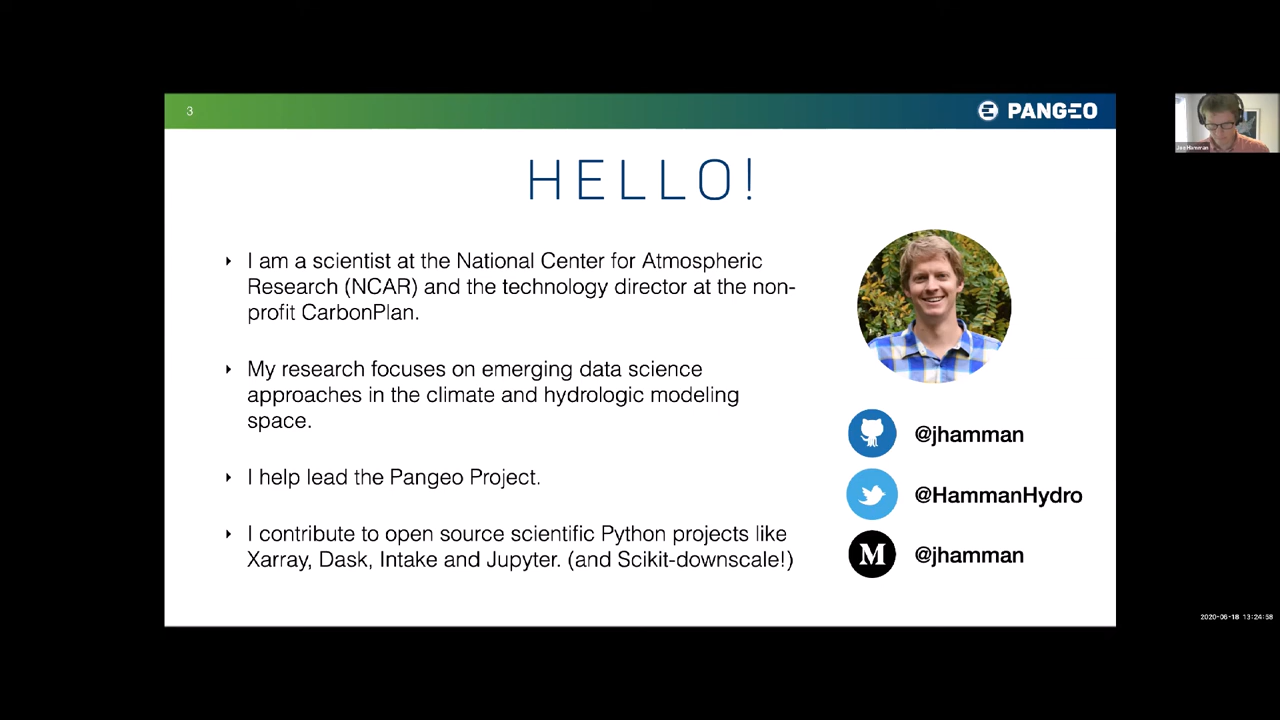 3
PANGEO
HELLO!
‣ I am a scientist at the National Center for Atmospheric
Research (NCAR) and the technology director at the non-
profit CarbonPlan.
‣ My research focuses on emerging data science
approaches in the climate and hydrologic modeling
space.
‣ I help lead the Pangeo Project.
‣ I contribute to open source scientific Python projects like
Xarray, Dask, Intake and Jupyter. (and Scikit-downscale!)
@jhamman
@HammanHydro
M @jhamman
Joe Hamman
2020-06-18 13:24:58